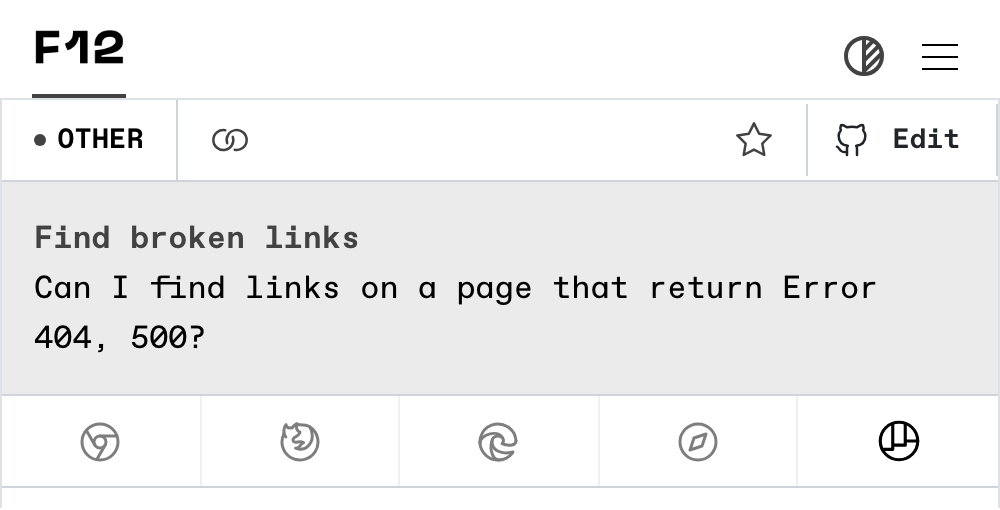 F12
OTHER
Edit
Find broken links
Can I find links on a page that return Error
404, 500?